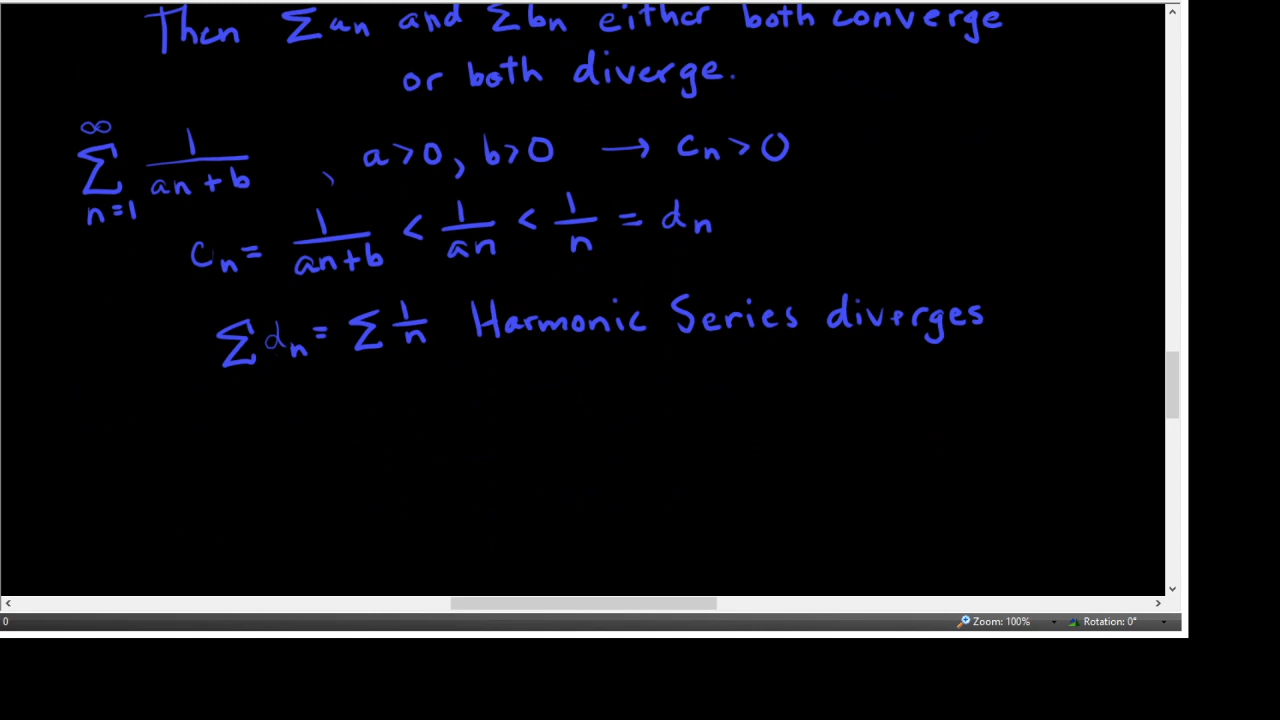 Then Σan and Σbn either both converge
or both diverge.
∞
Σ 1/(an+b) , a>0, b>0 → cn>0
n=1
cn = 1/(an+b) < 1/an < 1/n = dn
Σdn = Σ1/n Harmonic Series diverges
0 Zoom: 100% Rotation: 0°